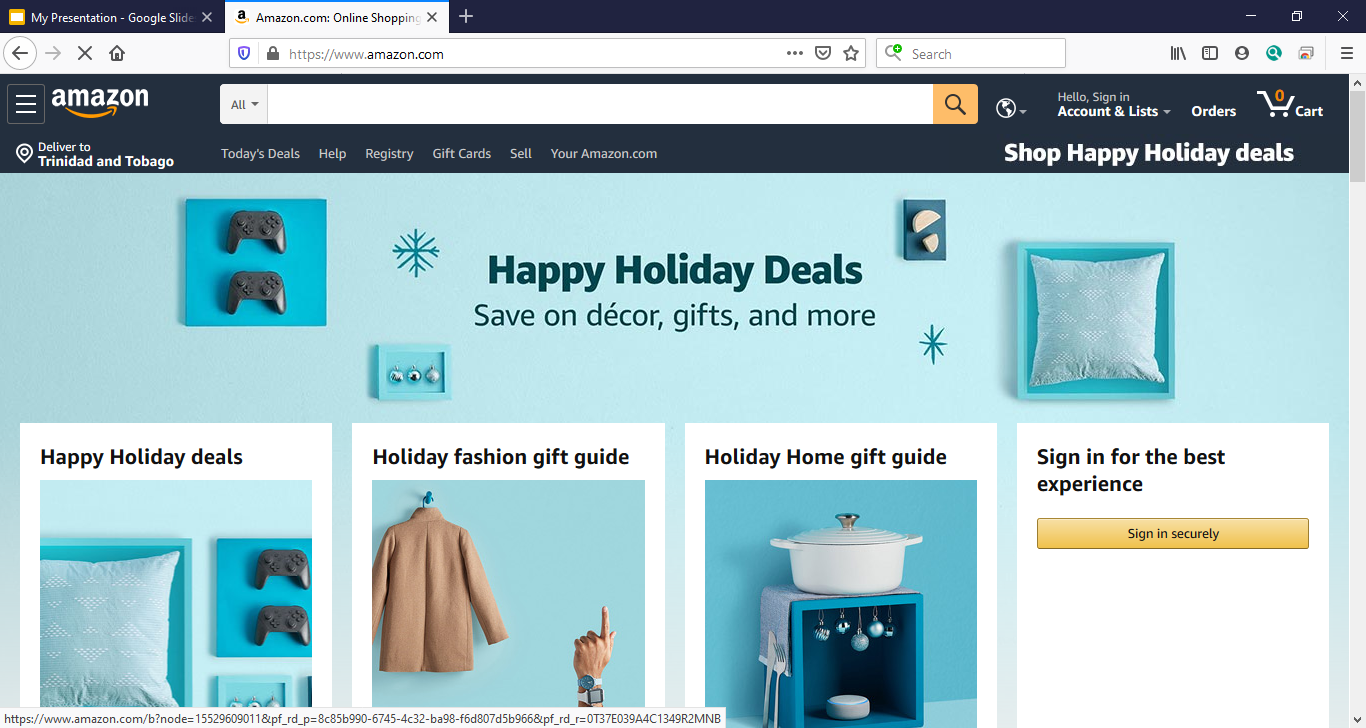 My Presentation - Google Slide
Amazon.com: Online Shopping
https://www.amazon.com
Search
amazon
All
Hello, Sign in
Account & Lists
Orders
0
Cart
Deliver to
Trinidad and Tobago
Today's Deals
Help
Registry
Gift Cards
Sell
Your Amazon.com
Shop Happy Holiday deals
Happy Holiday Deals
Save on décor, gifts, and more
Happy Holiday deals
Holiday fashion gift guide
Holiday Home gift guide
Sign in for the best
experience
Sign in securely
https://www.amazon.com/b?node=15529609011&pf_rd_p=8c85b990-6745-4c32-ba98-f6d807d5b966&pf_rd_r=0T37E039A4C1349R2MNB